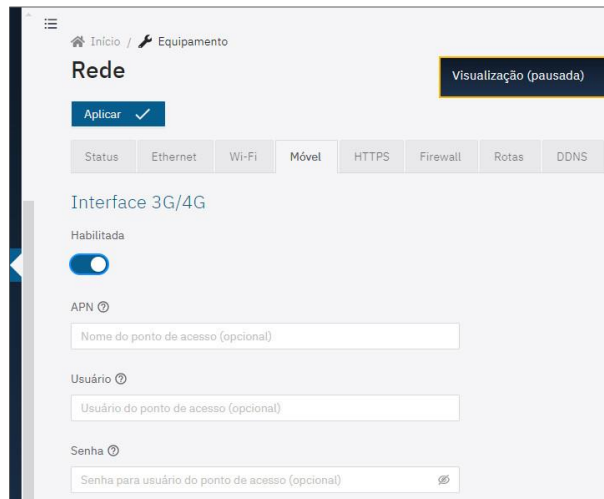 Início / Equipamento
Rede
Visualização (pausada)
Aplicar
Status Ethernet Wi-Fi Móvel HTTPS Firewall Rotas DDNS
Interface 3G/4G
Habilitada
APN
Nome do ponto de acesso (opcional)
Usuário
Usuário do ponto de acesso (opcional)
Senha
Senha para usuário do ponto de acesso (opcional)